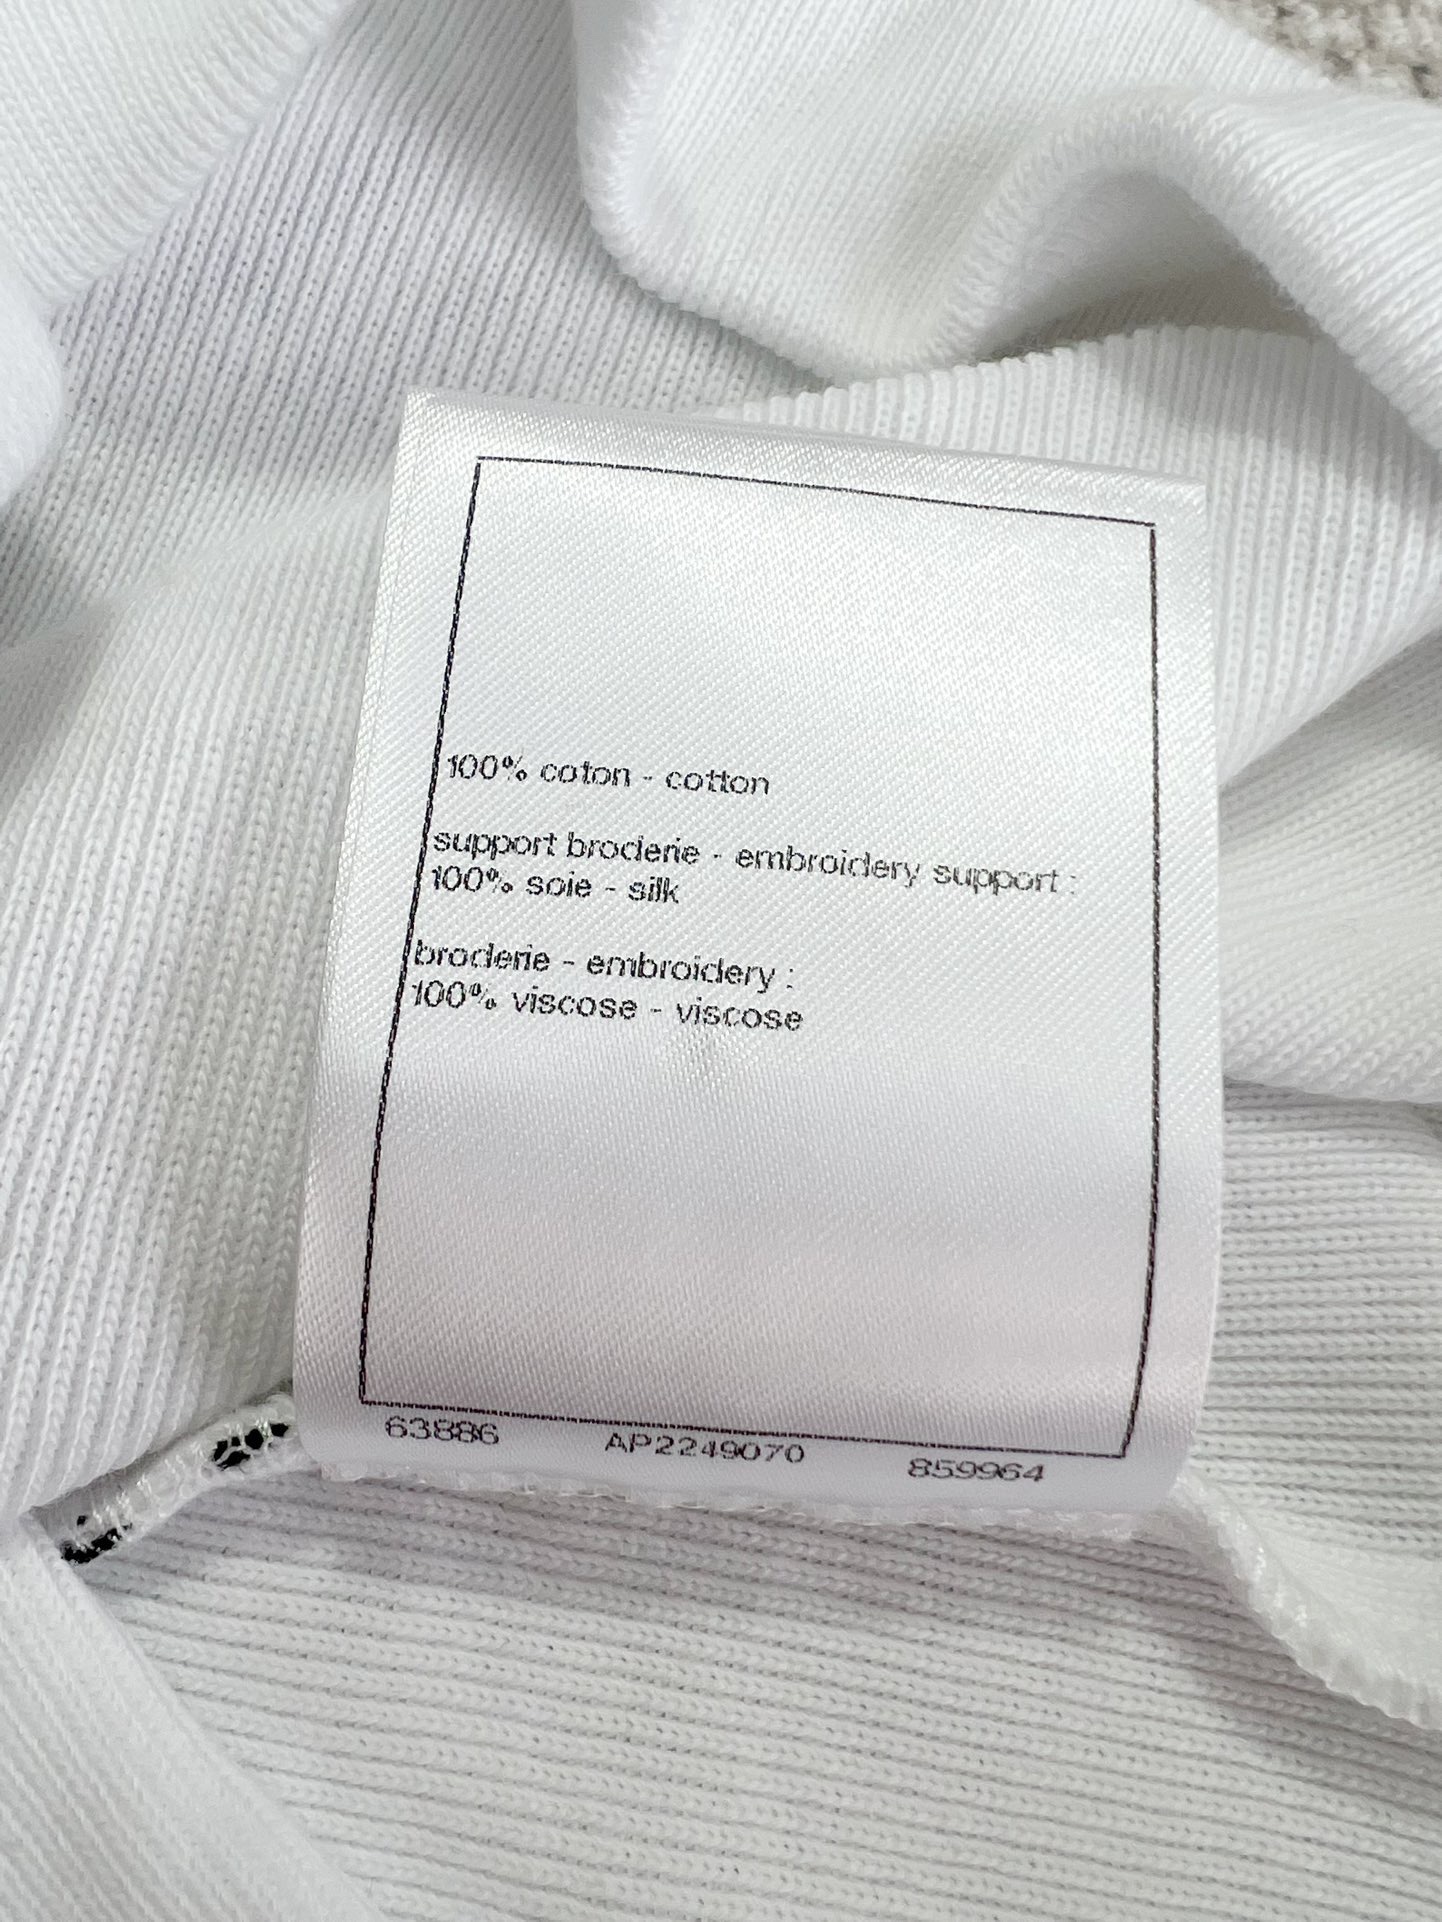 100% coton - cotton
support broderie - embroidery support :
100% soie - silk
broderie - embroidery :
100% viscose - viscose
63886 AP2249070 859964